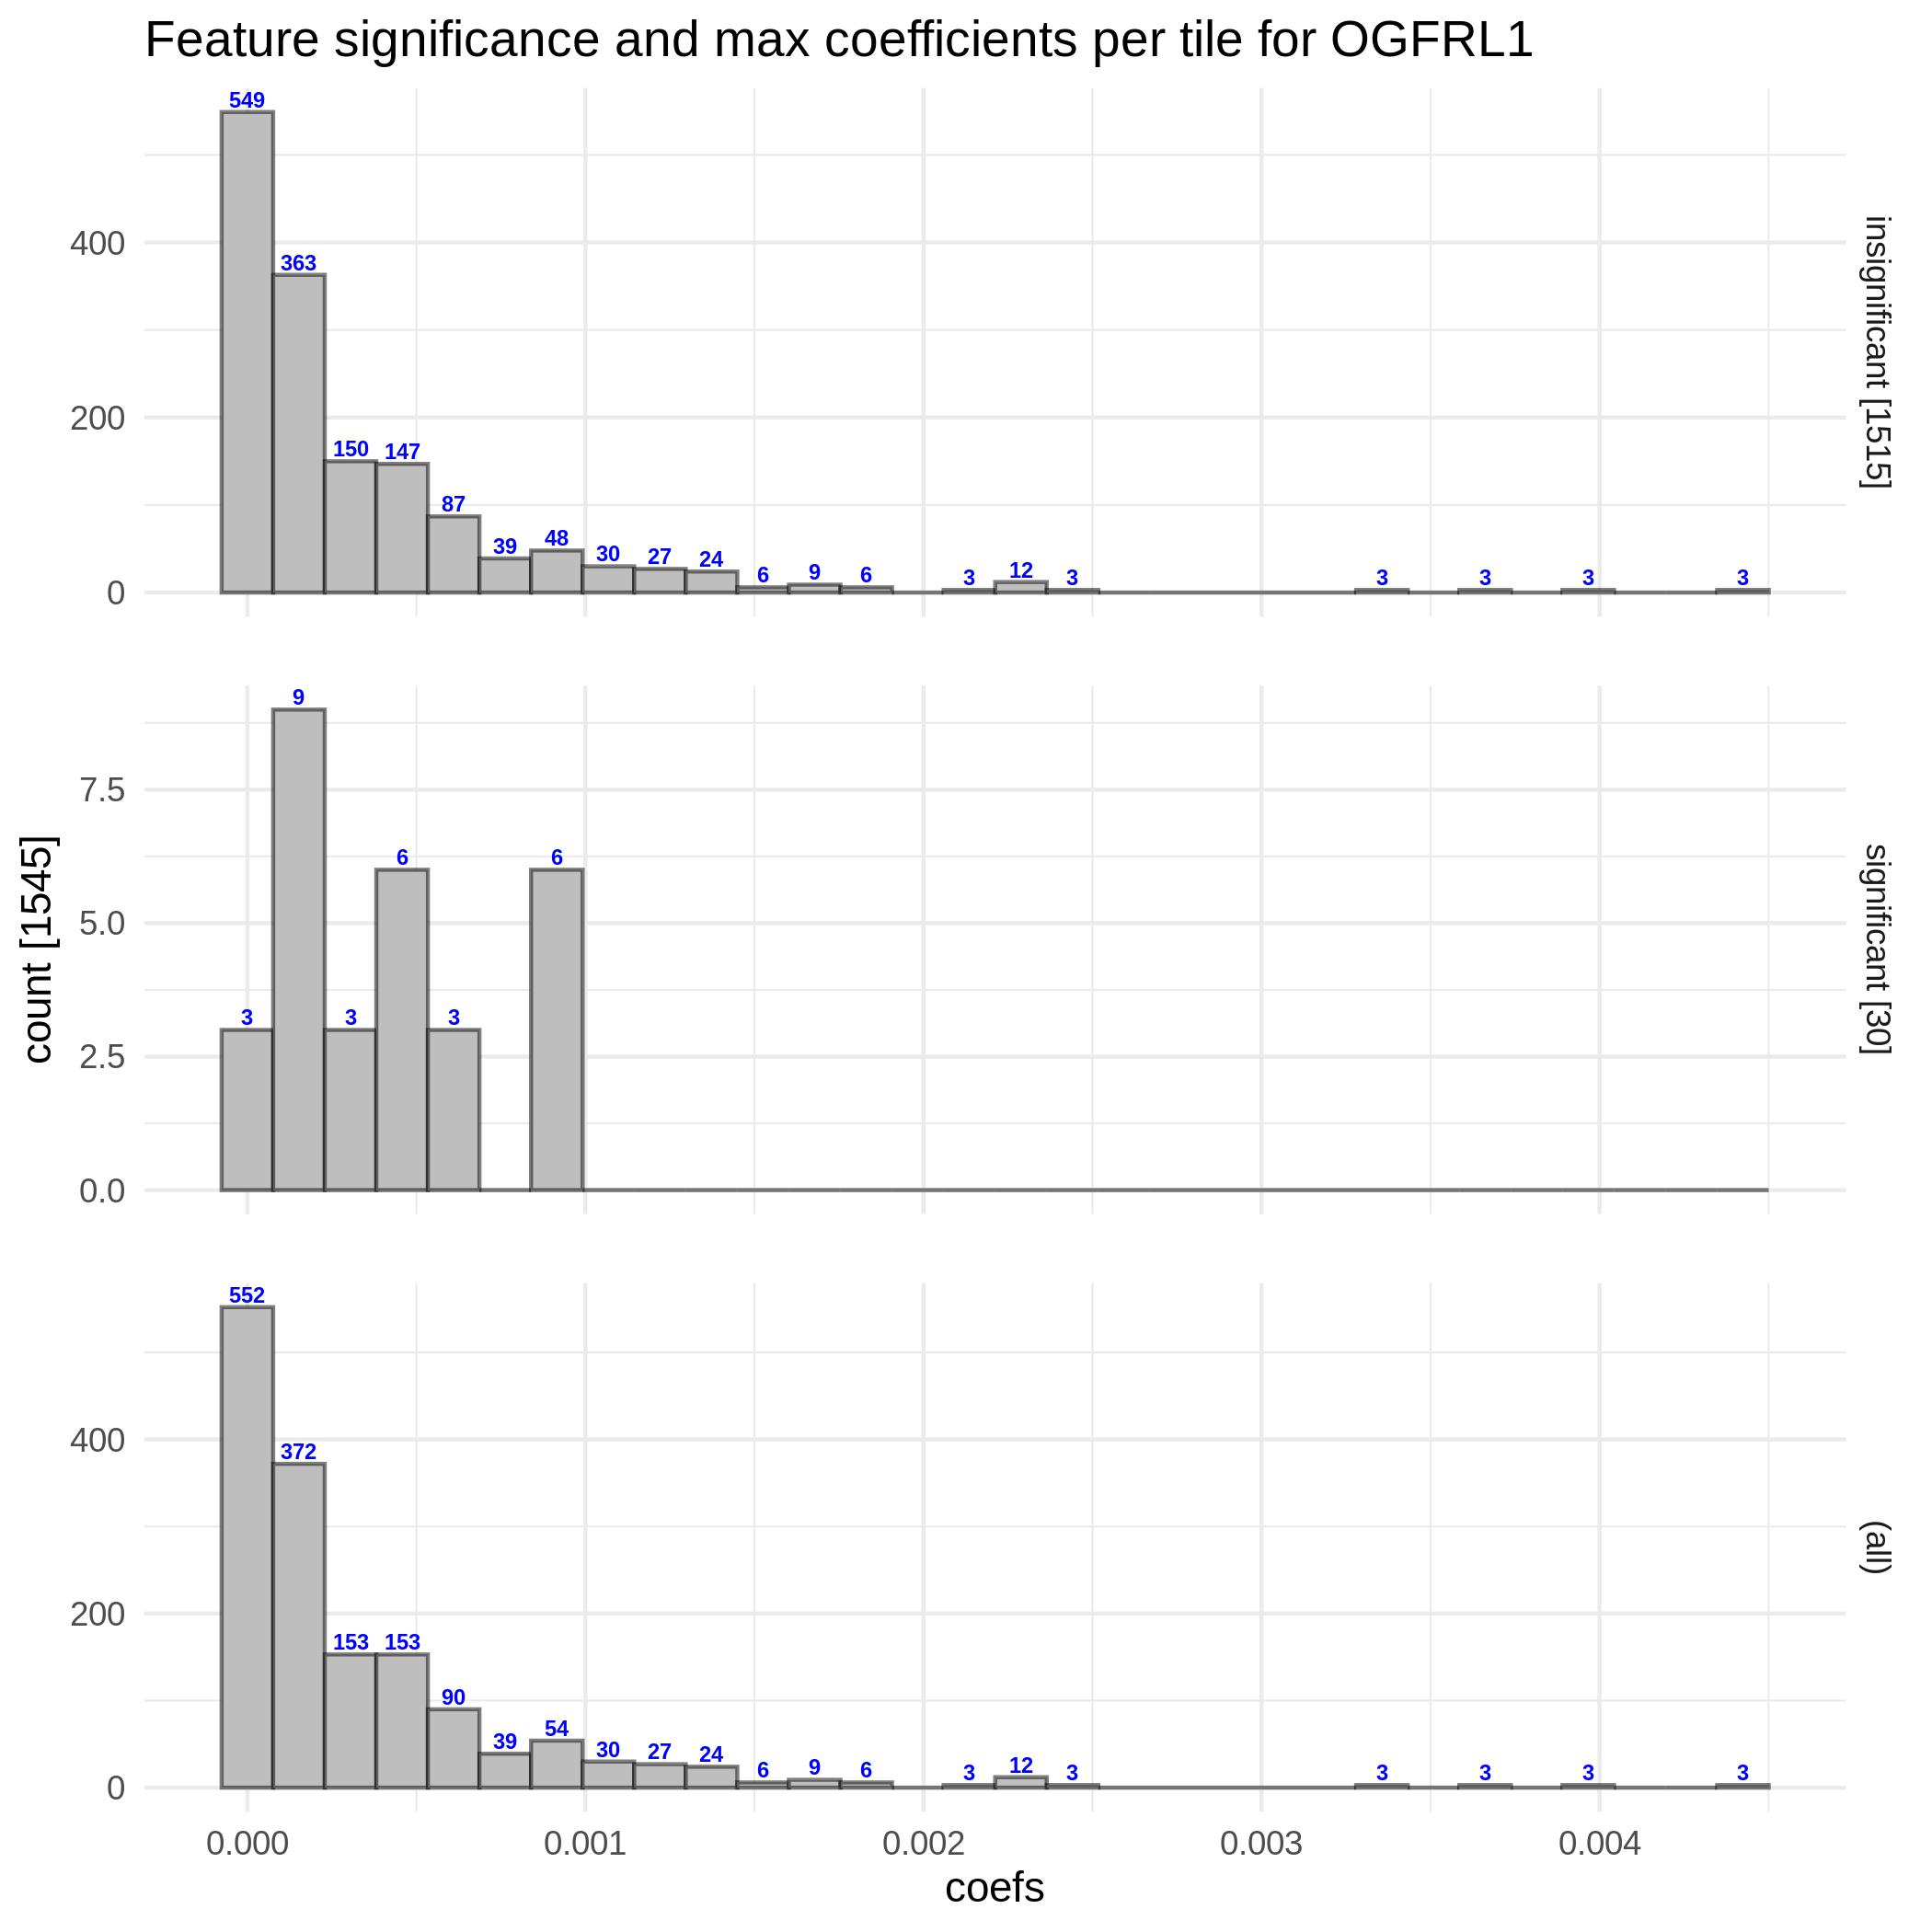 Feature significance and max coefficients per tile for OGFRL1
549
363
150 147
87
39 48 30 27 24 6 9 6 3 12 3 3 3 3 3
400
200
0
insignificant [1515]
9
6 6
3 3 3
7.5
5.0
2.5
0.0
count [1545]
significant [30]
552
372
153 153
90
39 54 30 27 24 6 9 6 3 12 3 3 3 3 3
400
200
0
(all)
0.000 0.001 0.002 0.003 0.004
coefs